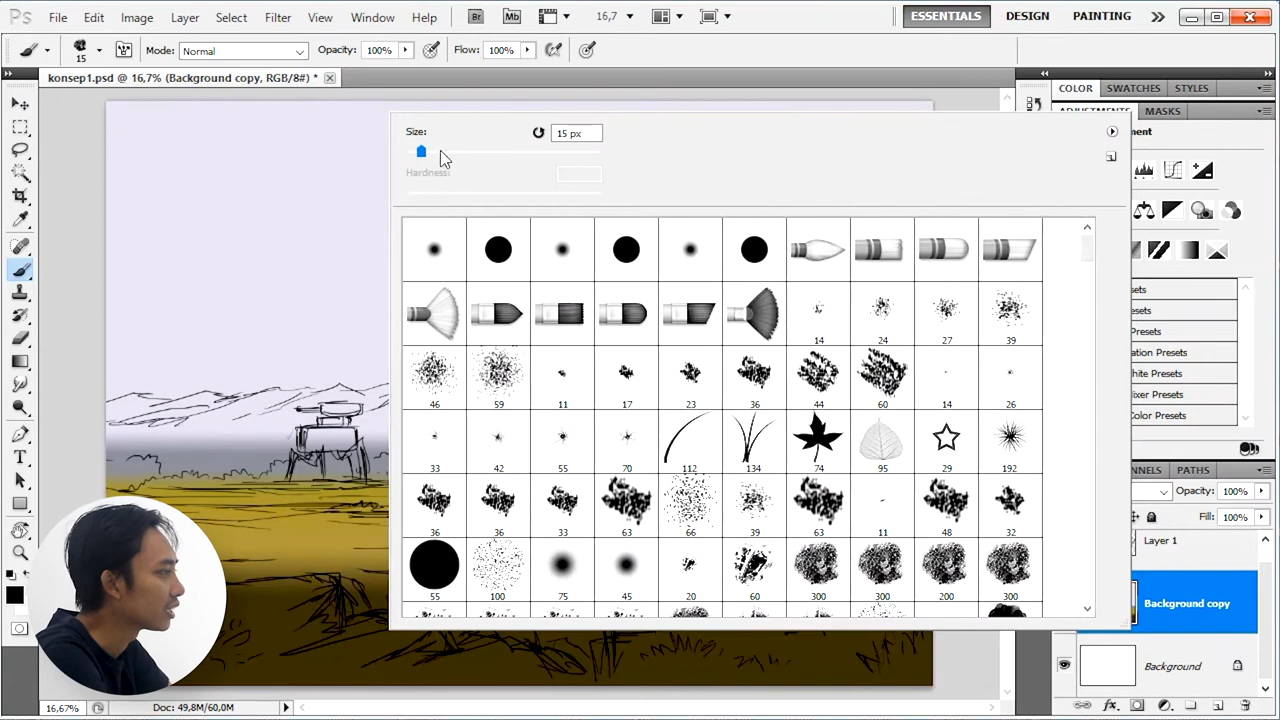 Ps File Edit Image Layer Select Filter View Window Help Br Mb 16,7 ESSENTIALS DESIGN PAINTING
15 Mode: Normal Opacity: 100% Flow: 100%
konsep1.psd @ 16,7% (Background copy, RGB/8#) *
COLOR SWATCHES STYLES
ADJUSTMENTS MASKS
Size: 15 px
Hardness:
14 24 27 39
46 59 11 17 23 36 44 60 14 26
33 42 55 70 112 134 74 95 29 192
36 36 33 63 66 39 63 11 48 32
55 100 75 45 20 60 300 300 200 300
Presets
ation Presets
hite Presets
ixer Presets
Color Presets
NNELS PATHS
Opacity: 100%
Fill: 100%
Layer 1
Background copy
Background
fx
16,67% Doc: 49,8M/60,0M